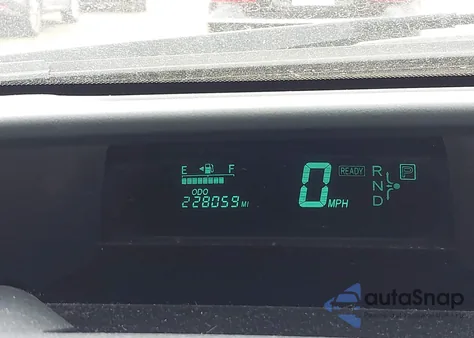 E F
ODO
228059 MI
0 MPH
READY
R
N
D
P
autoSnap